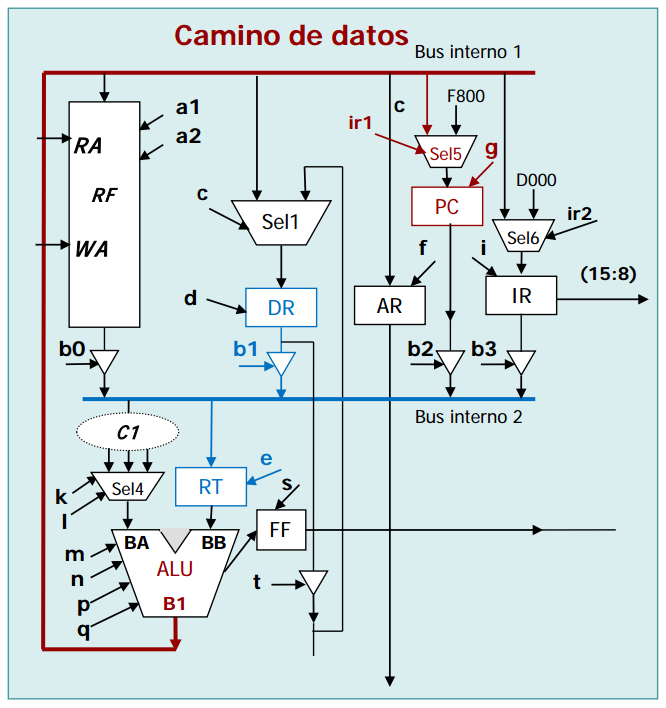 Camino de datos
Bus interno 1
c
F800
a1
ir1
a2
RA
Sel5
g
RF
D000
PC
c
ir2
Sel1
Sel6
WA
f
i
(15:8)
d
DR
AR
IR
b0
b1
b2
b3
Bus interno 2
C1
e
k
Sel4
RT
s
l
FF
BA
BB
m
ALU
n
t
p
B1
q